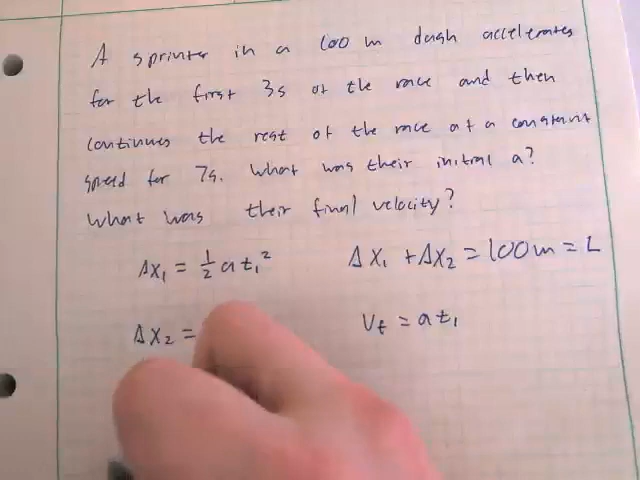 A sprinter in a 100 m dash accelerates
for the first 3s of the race and then
continues the rest of the race at a constant
speed for 7s. What was their initial a?
What was their final velocity?
Δx₁ = ½ a t₁² Δx₁ + Δx₂ = 100m = L
Δx₂ = V_f = a t₁